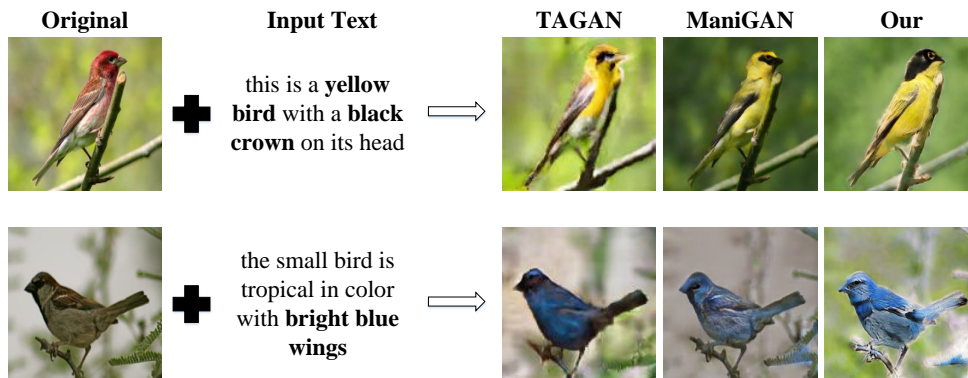 Original Input Text TAGAN ManiGAN Our
this is a yellow
bird with a black
crown on its head
the small bird is
tropical in color
with bright blue
wings